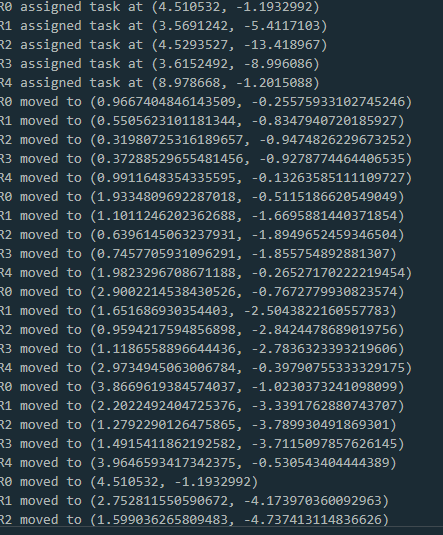 R0 assigned task at (4.510532, -1.1932992)
R1 assigned task at (3.5691242, -5.4117103)
R2 assigned task at (4.5293527, -13.418967)
R3 assigned task at (3.6152492, -8.996086)
R4 assigned task at (8.978668, -1.2015088)
R0 moved to (0.9667404846143509, -0.25575933102745246)
R1 moved to (0.5505623101181344, -0.8347940720185927)
R2 moved to (0.31980725316189657, -0.9474826229673252)
R3 moved to (0.37288529655481456, -0.9278774464406535)
R4 moved to (0.9911648354335595, -0.13263585111109727)
R0 moved to (1.9334809692287018, -0.5115186620549049)
R1 moved to (1.1011246202362688, -1.6695881440371854)
R2 moved to (0.6396145063237931, -1.8949652459346504)
R3 moved to (0.7457705931096291, -1.855754892881307)
R4 moved to (1.9823296708671188, -0.26527170222219454)
R0 moved to (2.9002214538430526, -0.7672779930823574)
R1 moved to (1.651686930354403, -2.5043822160557783)
R2 moved to (0.9594217594856898, -2.8424478689019756)
R3 moved to (1.1186558896644436, -2.7836323393219606)
R4 moved to (2.9734945063006784, -0.39790755333329175)
R0 moved to (3.8669619384574037, -1.0230373241098099)
R1 moved to (2.2022492404725376, -3.3391762880743707)
R2 moved to (1.2792290126475865, -3.789930491869301)
R3 moved to (1.4915411862192582, -3.7115097857626145)
R4 moved to (3.9646593417342375, -0.530543404444389)
R0 moved to (4.510532, -1.1932992)
R1 moved to (2.752811550590672, -4.173970360092963)
R2 moved to (1.599036265809483, -4.737413114836626)